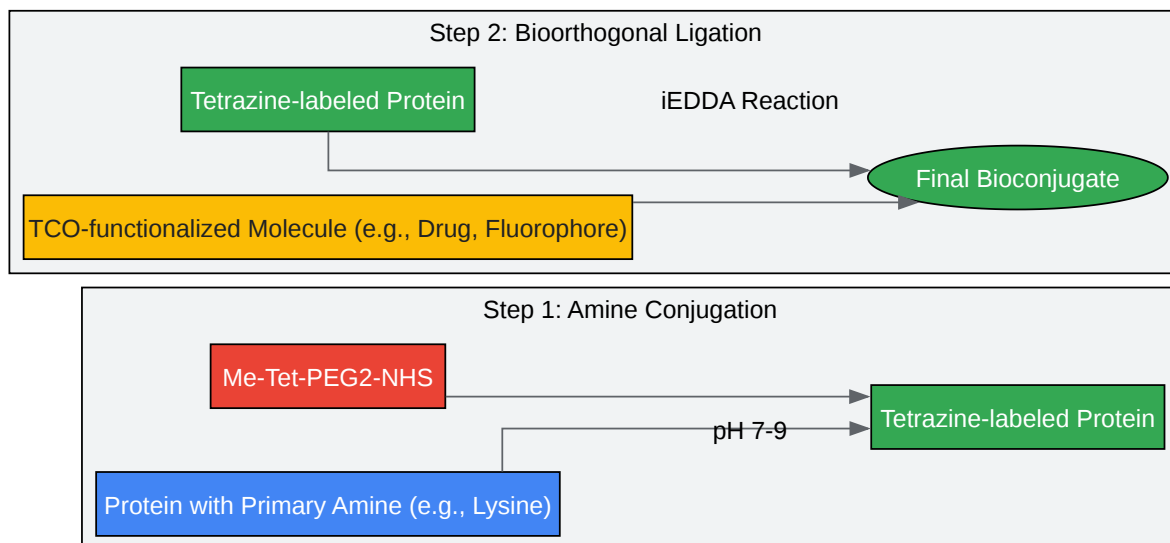 Step 2: Bioorthogonal Ligation
Tetrazine-labeled Protein
iEDDA Reaction
Final Bioconjugate
TCO-functionalized Molecule (e.g., Drug, Fluorophore)
Step 1: Amine Conjugation
Me-Tet-PEG2-NHS
Tetrazine-labeled Protein
pH 7-9
Protein with Primary Amine (e.g., Lysine)